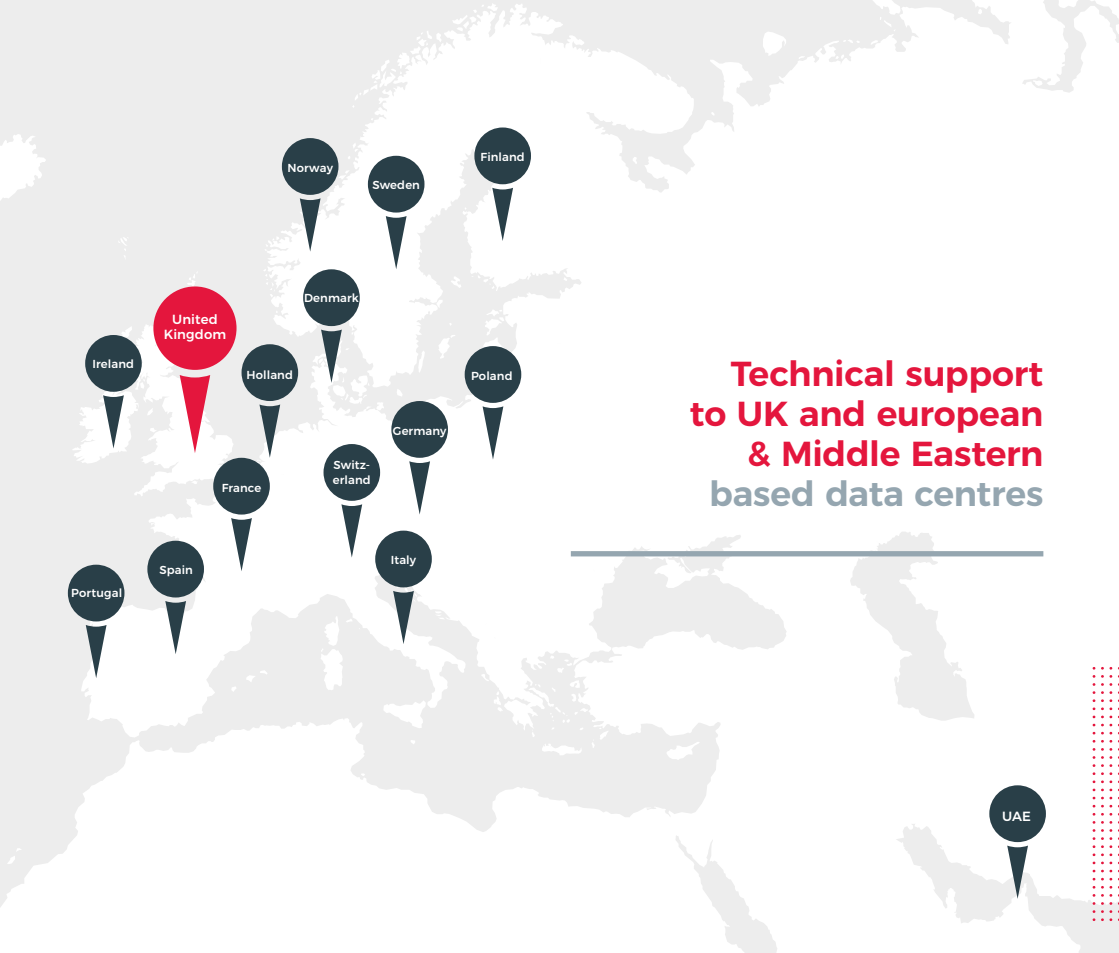 Norway
Sweden
Finland
Denmark
United
Kingdom
Ireland
Holland
Poland
Germany
Switz-
erland
France
Italy
Spain
Portugal
Technical support
to UK and european
& Middle Eastern
based data centres
UAE